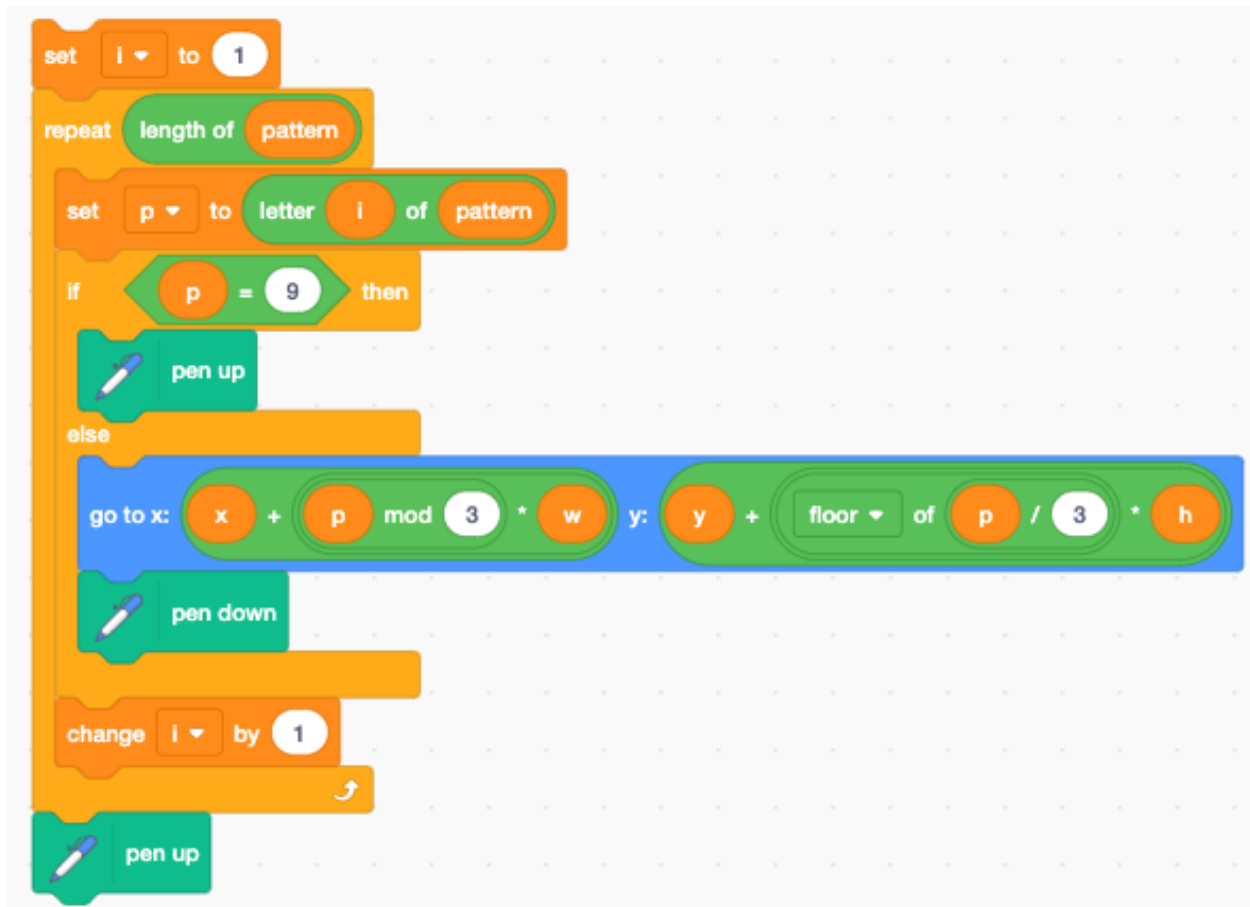 set i to 1
repeat length of pattern
set p to letter i of pattern
if p = 9 then
pen up
else
go to x: x + p mod 3 * w y: y + floor of p / 3 * h
pen down
change i by 1
pen up